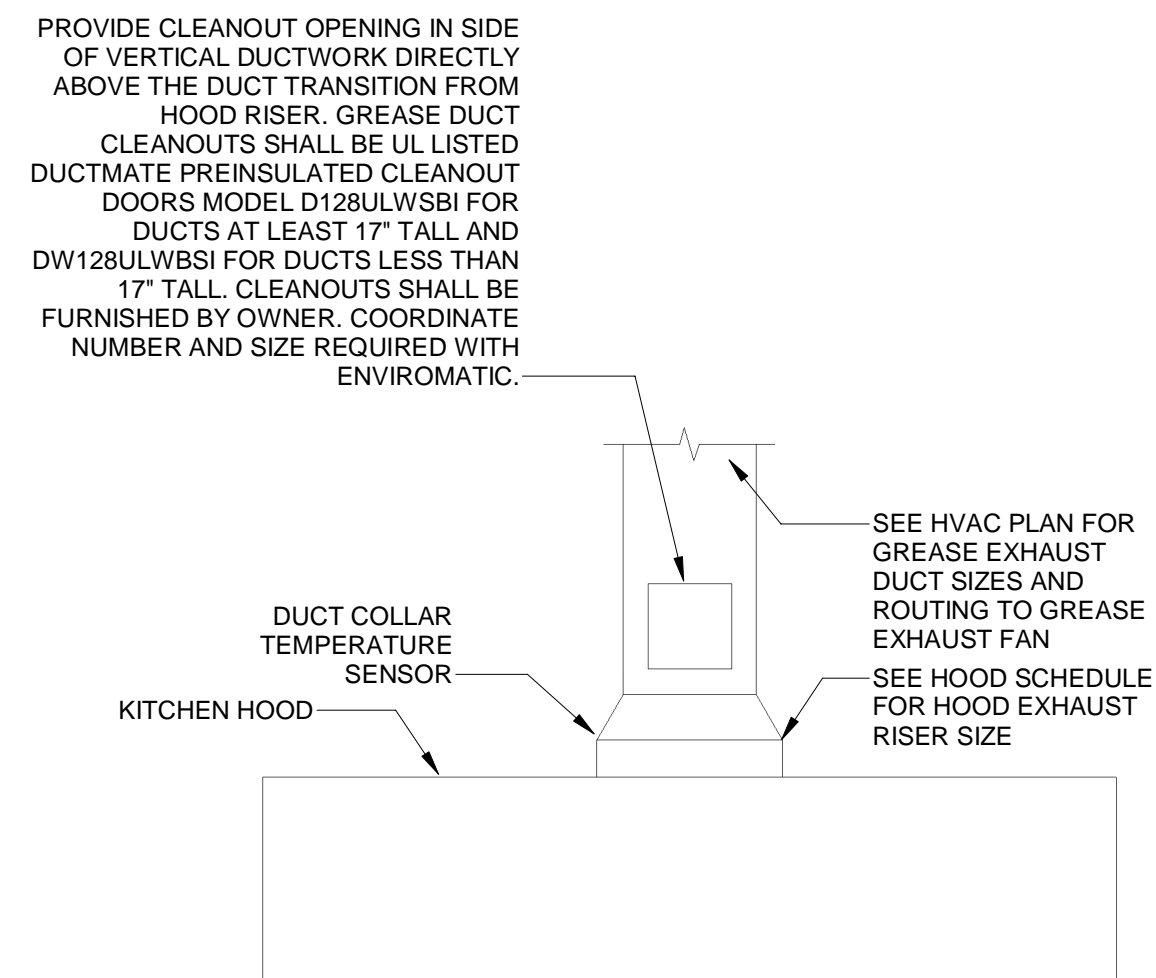 PROVIDE CLEANOUT OPENING IN SIDE
OF VERTICAL DUCTWORK DIRECTLY
ABOVE THE DUCT TRANSITION FROM
HOOD RISER. GREASE DUCT
CLEANOUTS SHALL BE UL LISTED
DUCTMATE PREINSULATED CLEANOUT
DOORS MODEL D128ULWSBI FOR
DUCTS AT LEAST 17" TALL AND
DW128ULWBSI FOR DUCTS LESS THAN
17" TALL. CLEANOUTS SHALL BE
FURNISHED BY OWNER. COORDINATE
NUMBER AND SIZE REQUIRED WITH
ENVIROMATIC.
SEE HVAC PLAN FOR
GREASE EXHAUST
DUCT SIZES AND
ROUTING TO GREASE
EXHAUST FAN
DUCT COLLAR
TEMPERATURE
SENSOR
SEE HOOD SCHEDULE
FOR HOOD EXHAUST
RISER SIZE
KITCHEN HOOD